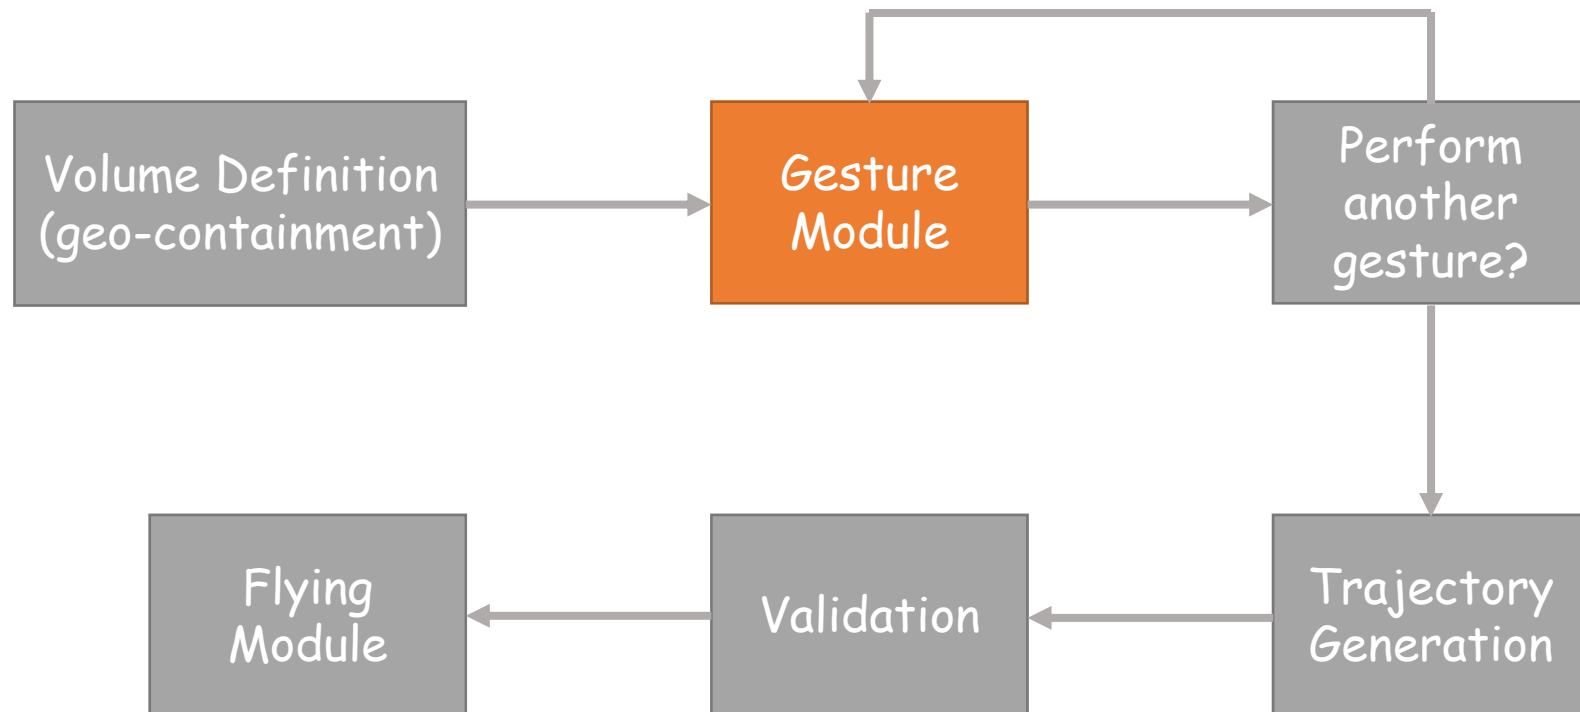 Volume Definition
(geo-containment)
Gesture
Module
Perform
another
gesture?
Flying
Module
Validation
Trajectory
Generation